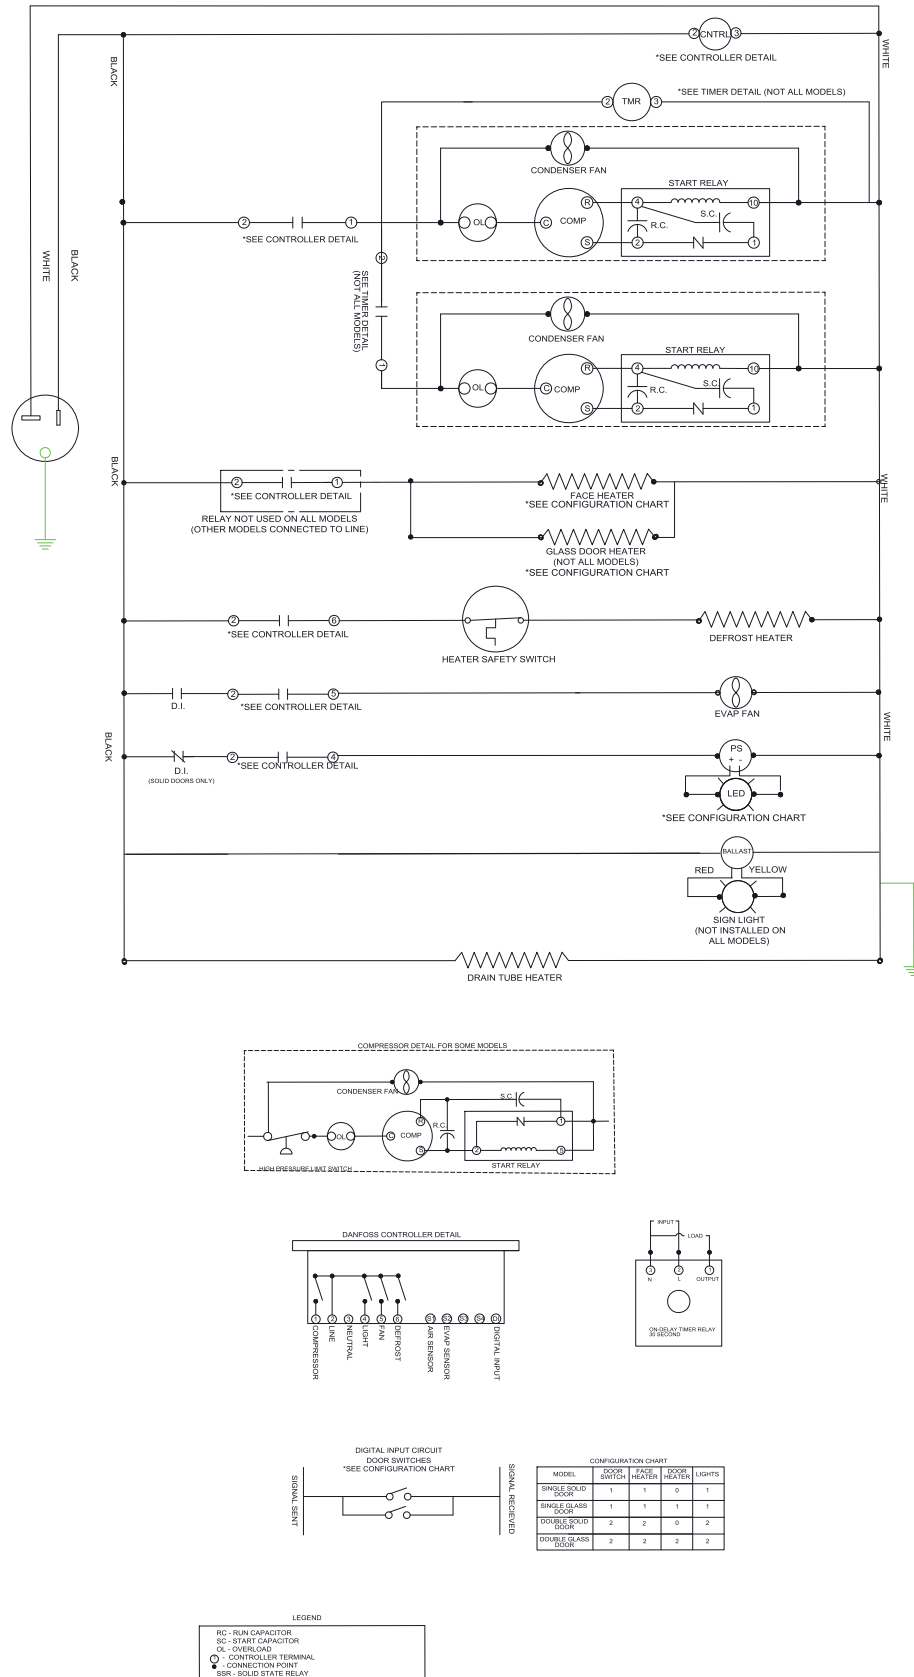 2
CNTRL
3
*SEE CONTROLLER DETAIL
WHITE
BLACK
2
TMR
3
*SEE TIMER DETAIL (NOT ALL MODELS)
CONDENSER FAN
START RELAY
OL
C
COMP
R
S
4
10
S.C.
R.C.
2
N
1
2
1
*SEE CONTROLLER DETAIL
WHITE
BLACK
2
SEE TIMER DETAIL
(NOT ALL MODELS)
1
CONDENSER FAN
START RELAY
OL
C
COMP
R
S
4
10
S.C.
R.C.
2
N
1
BLACK
2
1
*SEE CONTROLLER DETAIL
RELAY NOT USED ON ALL MODELS
(OTHER MODELS CONNECTED TO LINE)
FACE HEATER
*SEE CONFIGURATION CHART
WHITE
GLASS DOOR HEATER
(NOT ALL MODELS)
*SEE CONFIGURATION CHART
2
6
*SEE CONTROLLER DETAIL
HEATER SAFETY SWITCH
DEFROST HEATER
D.I.
2
5
*SEE CONTROLLER DETAIL
EVAP FAN
BLACK
WHITE
D.I.
(SOLID DOORS ONLY)
2
4
*SEE CONTROLLER DETAIL
PS
+ -
LED
*SEE CONFIGURATION CHART
BALLAST
RED
YELLOW
SIGN LIGHT
(NOT INSTALLED ON
ALL MODELS)
DRAIN TUBE HEATER
COMPRESSOR DETAIL FOR SOME MODELS
CONDENSER FAN
S.C.
R.C.
OL
C
COMP
R
S
N
1
2
5
START RELAY
HIGH PRESSURE LIMIT SWITCH
DANFOSS CONTROLLER DETAIL
1 2 3 4 5 6 S1 S2 S3 S4 DI
COMPRESSOR
LINE
NEUTRAL
LIGHT
FAN
DEFROST
AIR SENSOR
EVAP SENSOR
DIGITAL INPUT
INPUT
LOAD
3 2 1
N L OUTPUT
ON-DELAY TIMER RELAY
30 SECOND
DIGITAL INPUT CIRCUIT
DOOR SWITCHES
*SEE CONFIGURATION CHART
SIGNAL SENT
SIGNAL RECIEVED
CONFIGURATION CHART
MODEL DOOR SWITCH FACE HEATER DOOR HEATER LIGHTS
SINGLE SOLID DOOR 1 1 0 1
SINGLE GLASS DOOR 1 1 1 1
DOUBLE SOLID DOOR 2 2 0 2
DOUBLE GLASS DOOR 2 2 2 2
LEGEND
RC - RUN CAPACITOR
SC - START CAPACITOR
OL - OVERLOAD
1 - CONTROLLER TERMINAL
- CONNECTION POINT
SSR - SOLID STATE RELAY